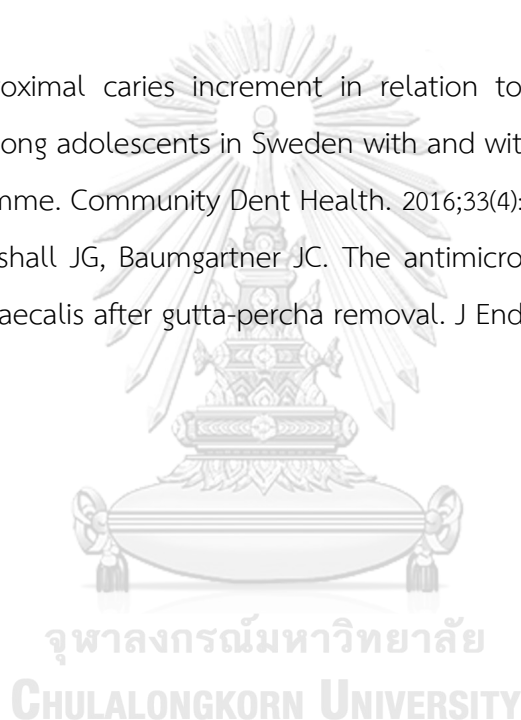 roximal caries increment in relation to
ong adolescents in Sweden with and wit
mme. Community Dent Health. 2016;33(4):
shall JG, Baumgartner JC. The antimicro
aecalis after gutta-percha removal. J End
จุฬาลงกรณ์มหาวิทยาลัย
CHULALONGKORN UNIVERSITY